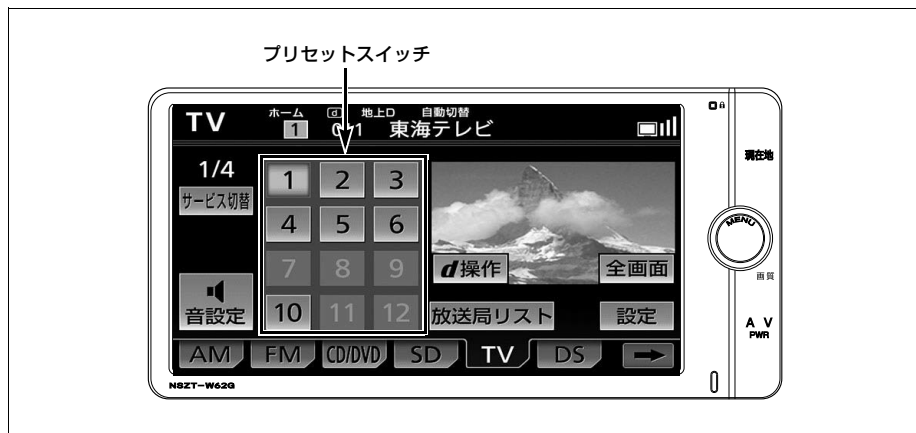 プリセットスイッチ
TV ホーム 1 d 地上D 自動切替
東海テレビ
1/4
サービス切替
1 2 3
4 5 6
7 8 9
10 11 12
d操作 全画面
音設定
放送局リスト 設定
AM FM CD/DVD SD TV DS
NSZT-W62G
現在地
MENU
画質
A V
PWR